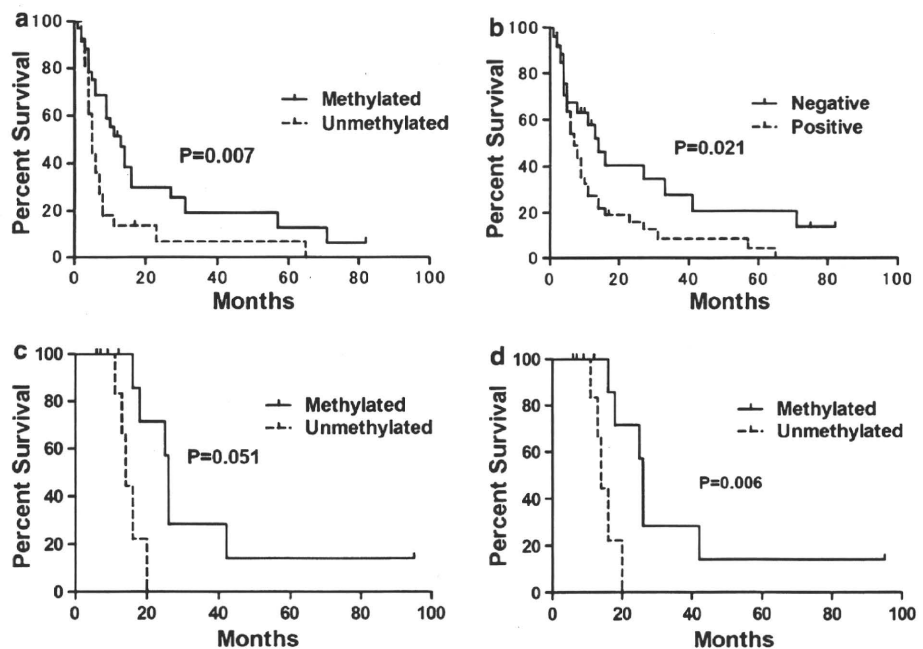 a
100
80
60
40
20
0
Percent Survival
Methylated
Unmethylated
P=0.007
0 20 40 60 80 100
Months
b
100
80
60
40
20
0
Percent Survival
Negative
Positive
P=0.021
0 20 40 60 80 100
Months
c
100
80
60
40
20
0
Percent Survival
Methylated
Unmethylated
P=0.051
0 20 40 60 80 100
Months
d
100
80
60
40
20
0
Percent Survival
Methylated
Unmethylated
P=0.006
0 20 40 60 80 100
Months